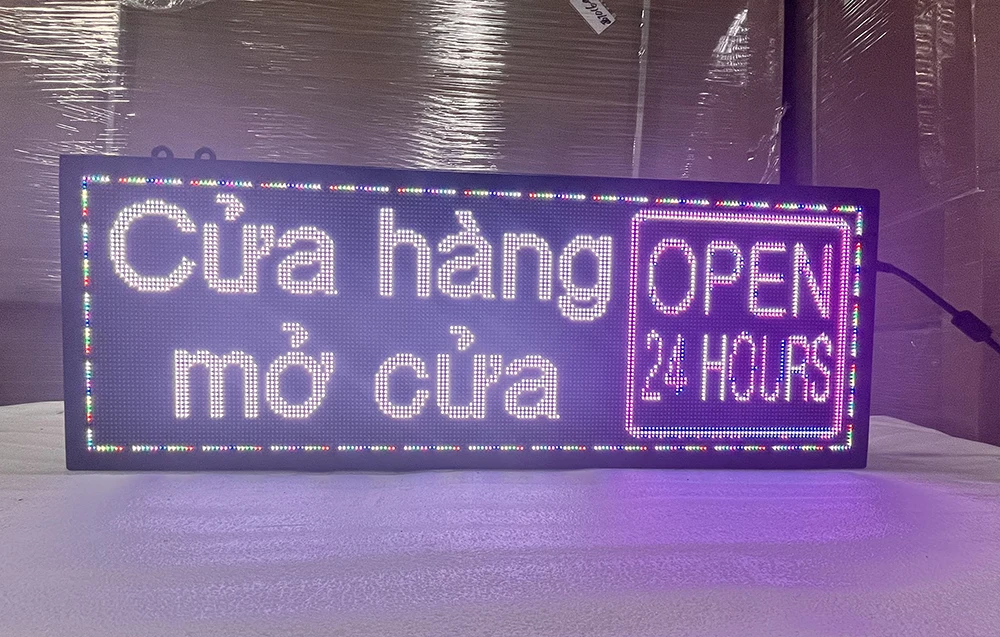 Cửa hàng
mở cửa
OPEN
24 HOURS